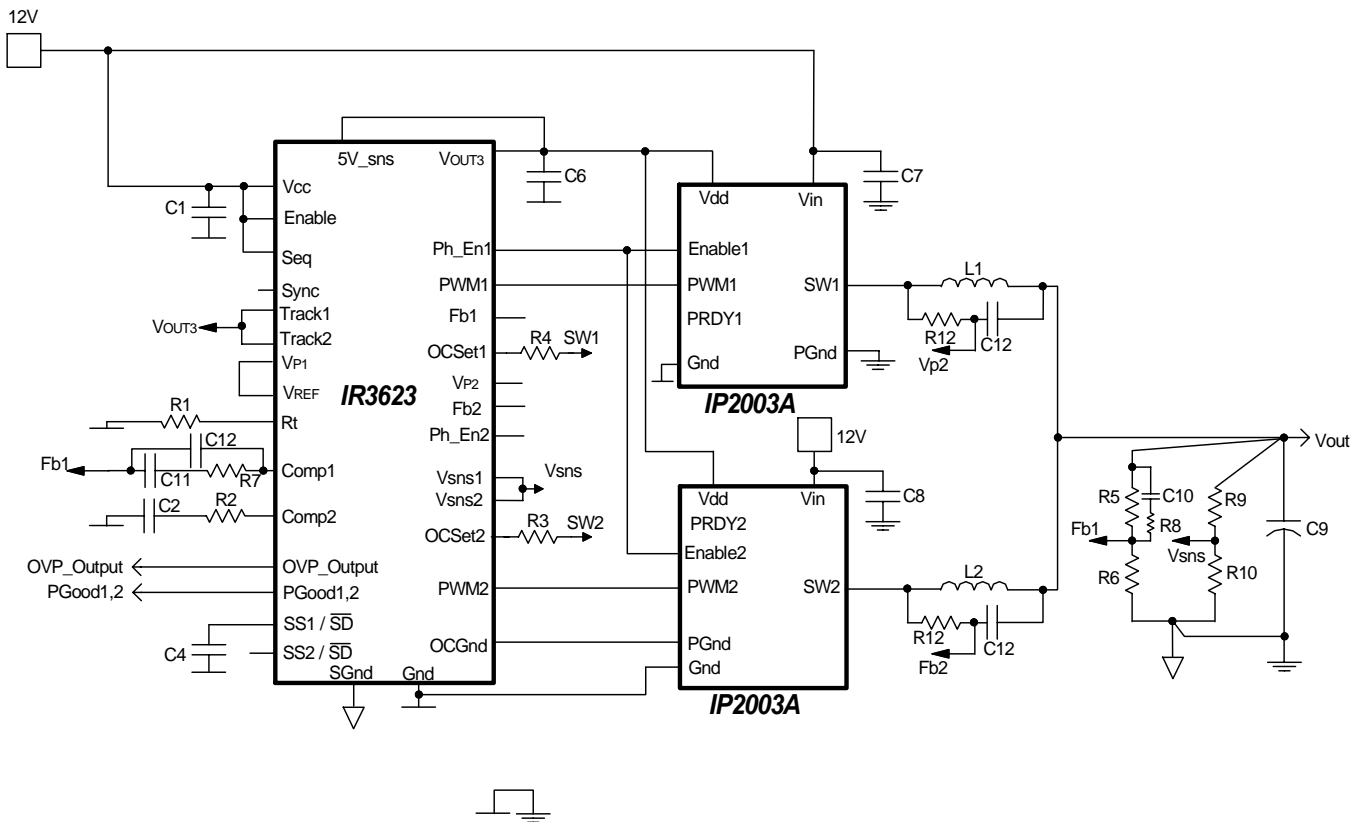 12V
5V_sns
VOUT3
C6
C7
Vcc
C1
Enable
Seq
Sync
Track1
VOUT3
Track2
VP1
VREF
R1
Rt
C12
Fb1
C11
R7
Comp1
C2
R2
Comp2
OVP_Output
OVP_Output
PGood1,2
PGood1,2
SS1 / SD
C4
SS2 / SD
SGnd
Gnd
IR3623
Ph_En1
PWM1
Fb1
OCSet1
R4
SW1
VP2
Fb2
Ph_En2
Vsns1
Vsns
Vsns2
OCSet2
R3
SW2
PWM2
OCGnd
Vdd
Vin
Enable1
PWM1
SW1
PRDY1
PGnd
Gnd
IP2003A
L1
R12
C12
Vp2
12V
C8
Vdd
Vin
PRDY2
Enable2
PWM2
SW2
PGnd
Gnd
IP2003A
L2
R12
C12
Fb2
Vout
R5
C10
R9
R8
C9
Fb1
Vsns
R6
R10